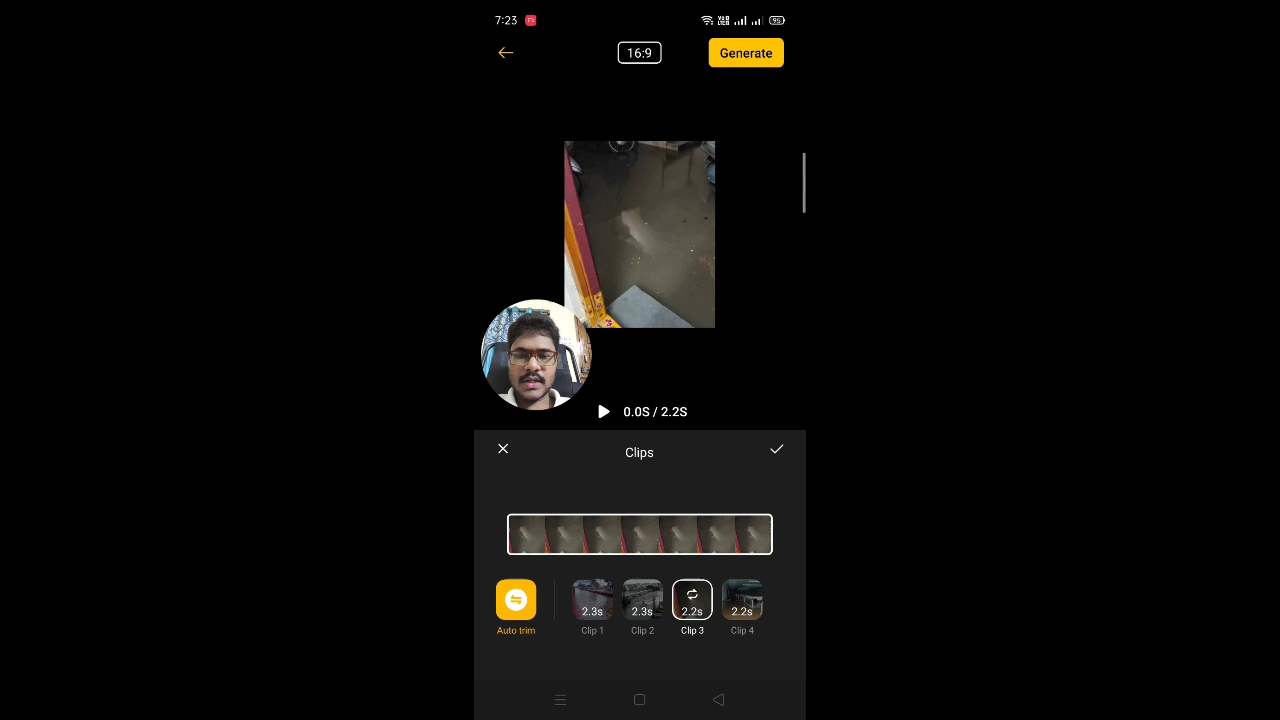 7:23
95
16:9
Generate
0.0S / 2.2S
Clips
2.3s
2.3s
2.2s
2.2s
Auto trim
Clip 1
Clip 2
Clip 3
Clip 4